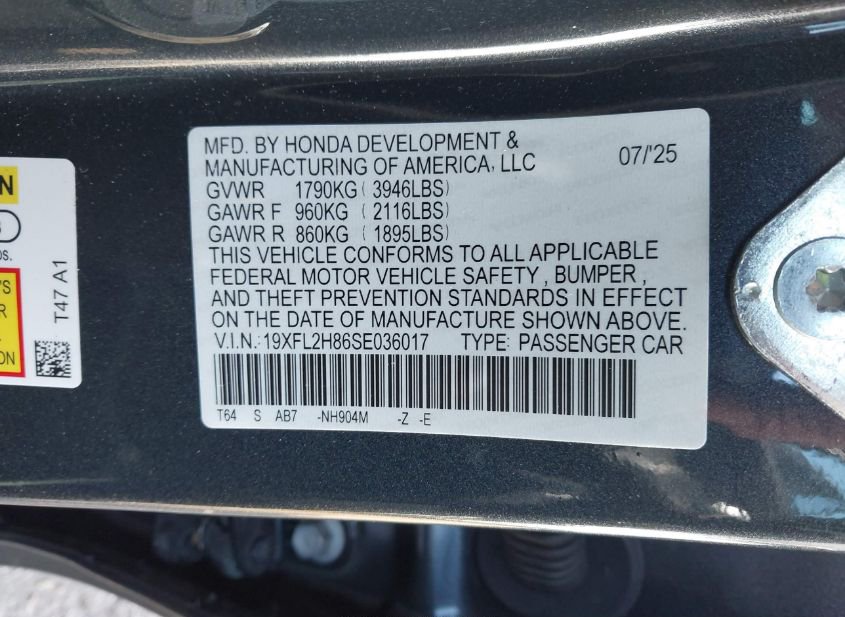 MFD. BY HONDA DEVELOPMENT &
MANUFACTURING OF AMERICA, LLC 07/'25
GVWR 1790KG ( 3946LBS)
GAWR F 960KG ( 2116LBS)
GAWR R 860KG ( 1895LBS)
THIS VEHICLE CONFORMS TO ALL APPLICABLE
FEDERAL MOTOR VEHICLE SAFETY , BUMPER ,
AND THEFT PREVENTION STANDARDS IN EFFECT
ON THE DATE OF MANUFACTURE SHOWN ABOVE.
V.I.N.: 19XFL2H86SE036017 TYPE: PASSENGER CAR
T64 S AB7 -NH904M -Z -E
T47 A1